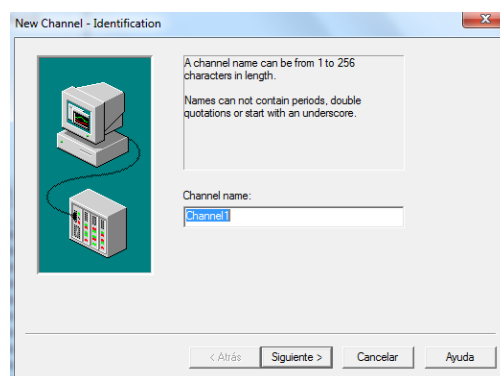 New Channel - Identification
A channel name can be from 1 to 256
characters in length.
Names can not contain periods, double
quotations or start with an underscore.
Channel name:
Channel1
< Atrás
Siguiente >
Cancelar
Ayuda